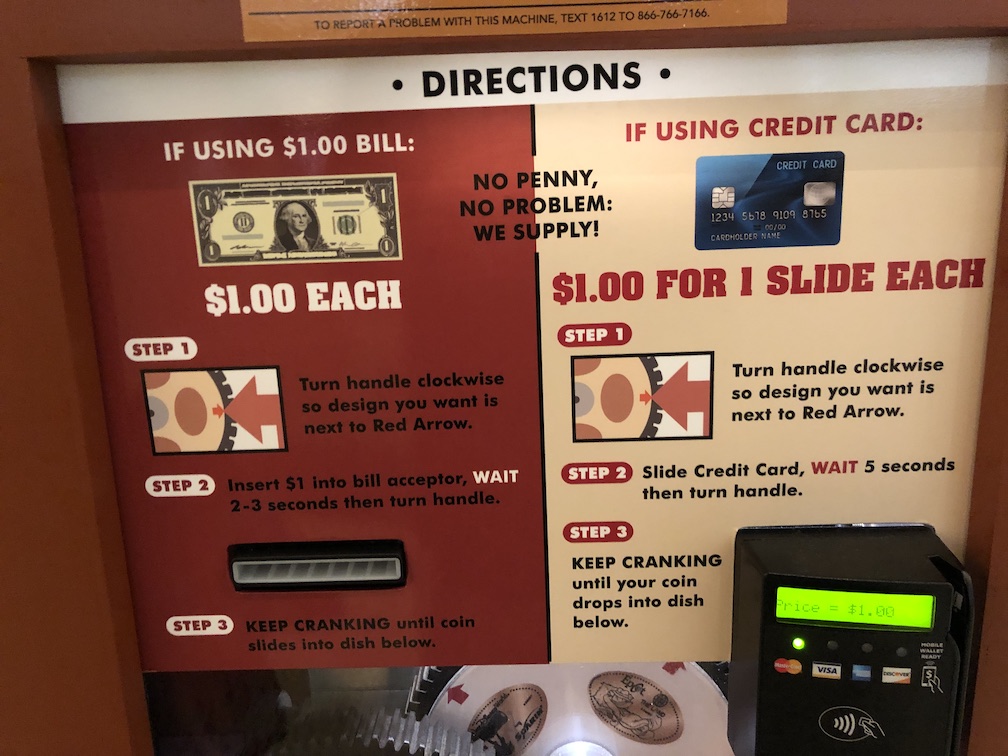 TO REPORT A PROBLEM WITH THIS MACHINE, TEXT 1612 TO 866-766-7166.
• DIRECTIONS •
IF USING $1.00 BILL:
$1.00 EACH
STEP 1
Turn handle clockwise
so design you want is
next to Red Arrow.
STEP 2
Insert $1 into bill acceptor, WAIT
2-3 seconds then turn handle.
STEP 3
KEEP CRANKING until coin
slides into dish below.
NO PENNY,
NO PROBLEM:
WE SUPPLY!
IF USING CREDIT CARD:
CREDIT CARD
1234 5678 9109 8765
00/00
CARDHOLDER NAME
$1.00 FOR 1 SLIDE EACH
STEP 1
Turn handle clockwise
so design you want is
next to Red Arrow.
STEP 2
Slide Credit Card, WAIT 5 seconds
then turn handle.
STEP 3
KEEP CRANKING
until your coin
drops into dish
below.
Price = $1.00
MOBILE
WALLET
READY
MasterCard
VISA
DISCOVER